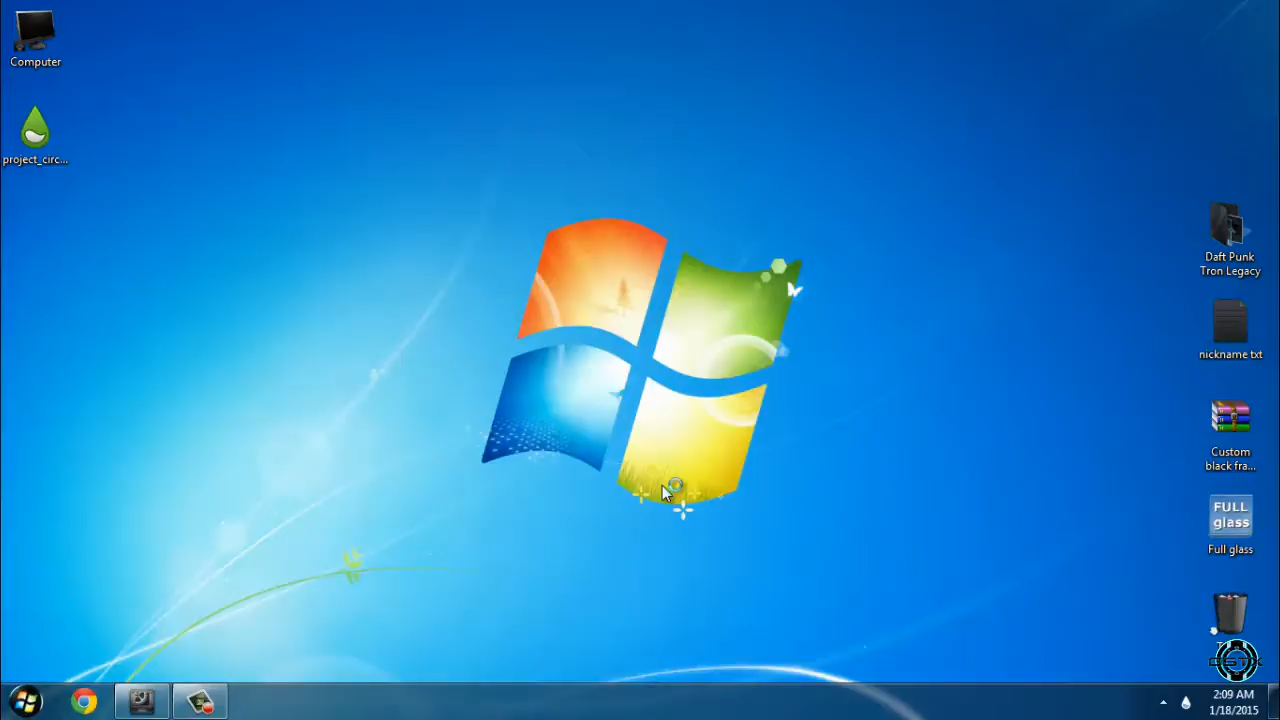 Computer
project_circ...
Daft Punk
Tron Legacy
nickname txt
Custom
black fra...
FULL
glass
Full glass
2:09 AM
1/18/2015